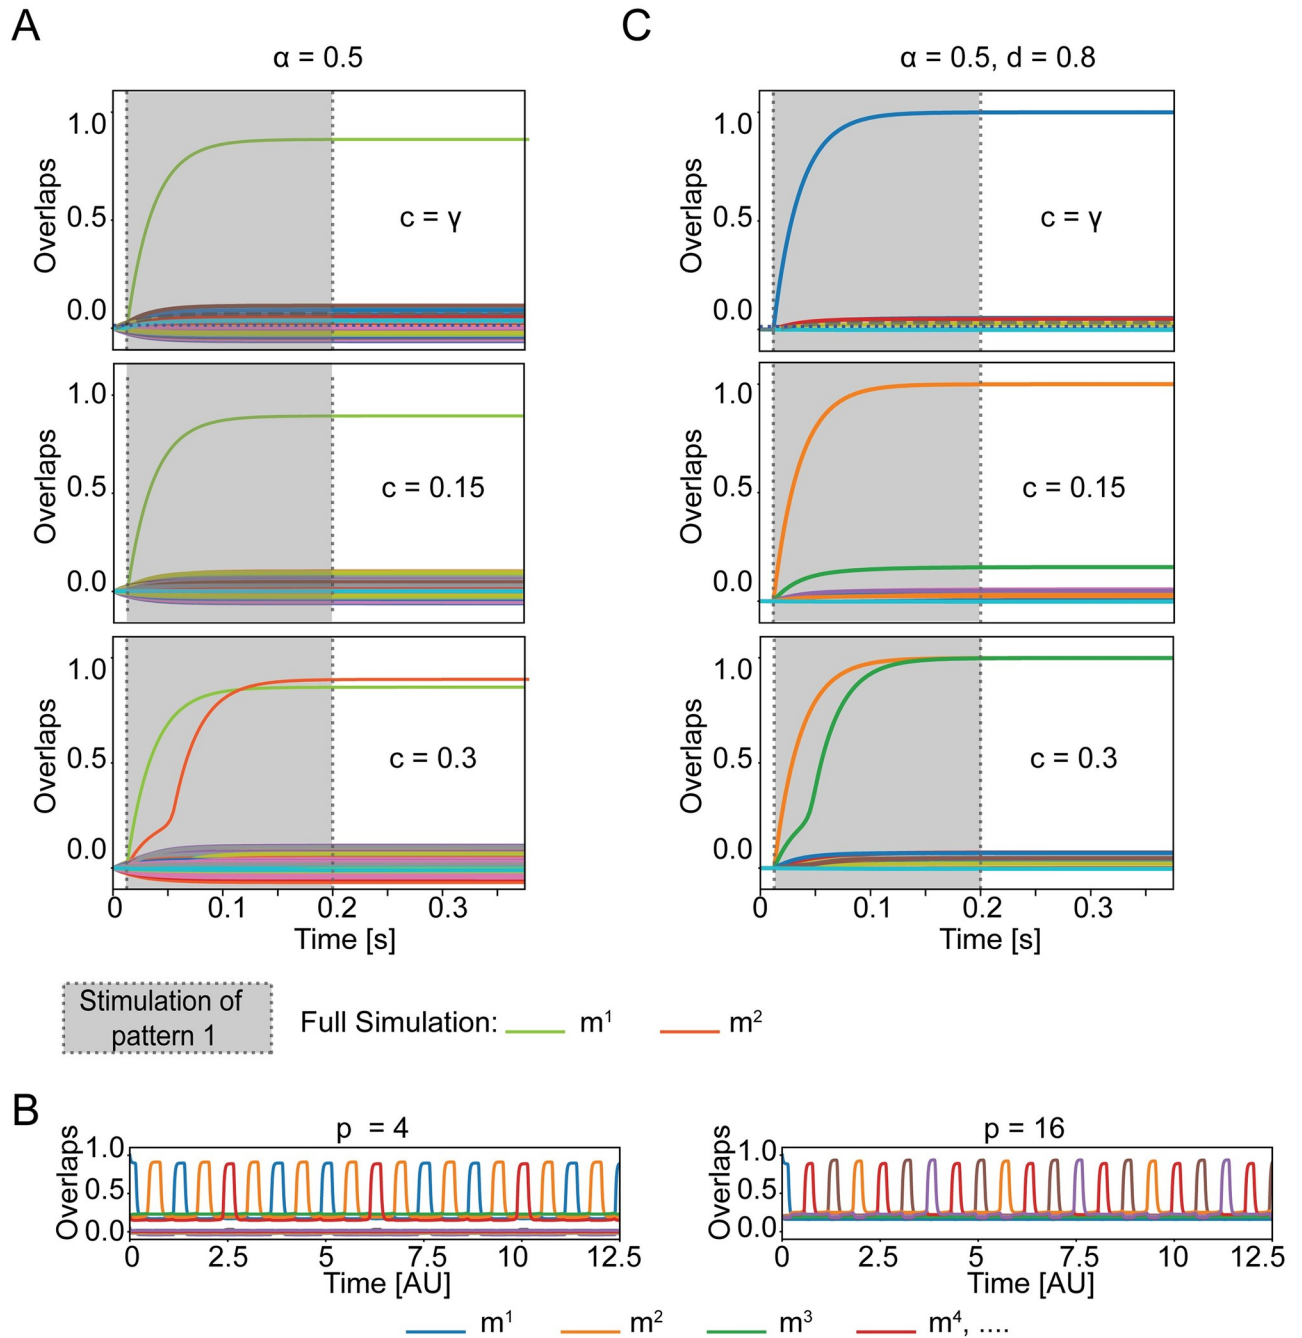 A
C
α = 0.5
α = 0.5, d = 0.8
1.0
0.5
0.0
Overlaps
c = γ
1.0
0.5
0.0
Overlaps
c = γ
1.0
0.5
0.0
Overlaps
c = 0.15
1.0
0.5
0.0
Overlaps
c = 0.15
1.0
0.5
0.0
Overlaps
c = 0.3
1.0
0.5
0.0
Overlaps
c = 0.3
0 0.1 0.2 0.3
Time [s]
0 0.1 0.2 0.3
Time [s]
Stimulation of
pattern 1
Full Simulation: m¹ m²
B
p = 4
p = 16
Overlaps
1.0
0.5
0.0
Overlaps
1.0
0.5
0.0
0 2.5 5 7.5 10 12.5
Time [AU]
0 2.5 5 7.5 10 12.5
Time [AU]
m¹ m² m³ m⁴, ....